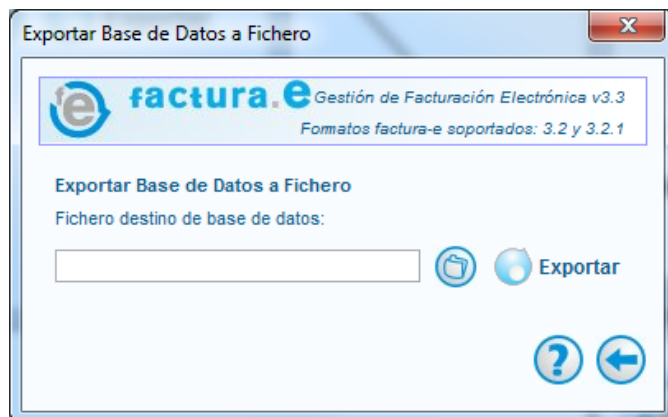 Exportar Base de Datos a Fichero
factura.e Gestión de Facturación Electrónica v3.3
Formatos factura-e soportados: 3.2 y 3.2.1
Exportar Base de Datos a Fichero
Fichero destino de base de datos:
Exportar